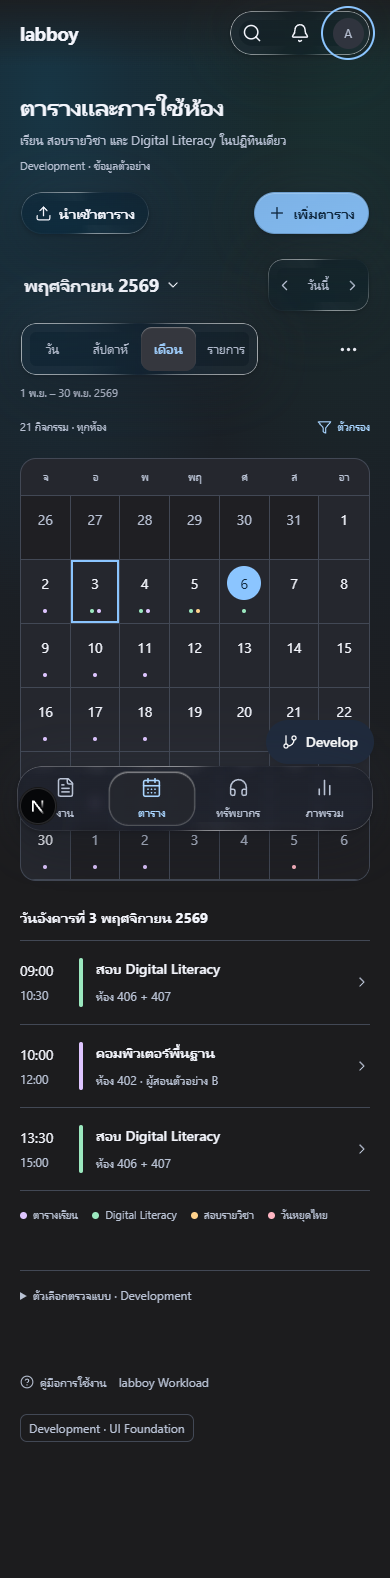 labboy
A
ตารางและการใช้ห้อง
เรียน สอบรายวิชา และ Digital Literacy ในปฏิทินเดียว
Development · ข้อมูลตัวอย่าง
นำเข้าตาราง
เพิ่มตาราง
พฤศจิกายน 2569
วันนี้
วัน สัปดาห์ เดือน รายการ
1 พ.ย. – 30 พ.ย. 2569
21 กิจกรรม · ทุกห้อง
ตัวกรอง
จ อ พ พฤ ศ ส อา
26 27 28 29 30 31 1
2 3 4 5 6 7 8
9 10 11 12 13 14 15
16 17 18 19 20 21 22
Develop
N
งาน ตาราง ทรัพยากร ภาพรวม
30 1 2 3 4 5 6
วันอังคารที่ 3 พฤศจิกายน 2569
09:00 สอบ Digital Literacy
10:30 ห้อง 406 + 407
10:00 คอมพิวเตอร์พื้นฐาน
12:00 ห้อง 402 · ผู้สอนตัวอย่าง B
13:30 สอบ Digital Literacy
15:00 ห้อง 406 + 407
ตารางเรียน Digital Literacy สอบรายวิชา วันหยุดไทย
ตัวเลือกตรวจแบบ · Development
คู่มือการใช้งาน labboy Workload
Development · UI Foundation